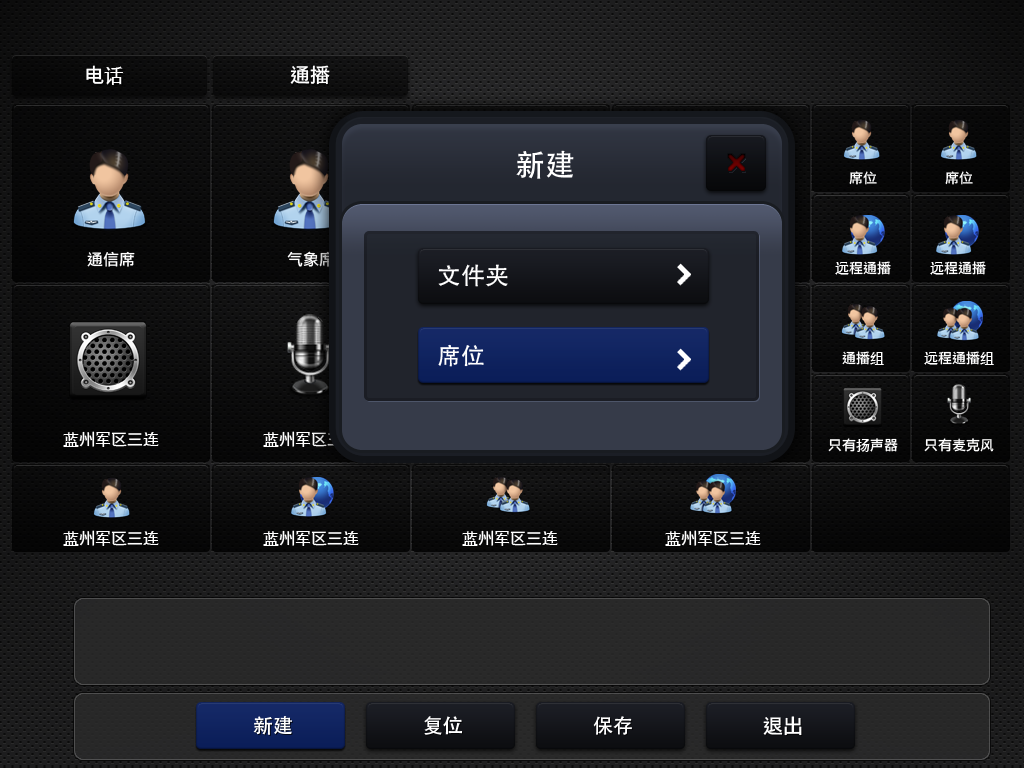 电话
通播
新建
通信席
气象席
文件夹
席位
席位
席位
远程通播
远程通播
通播组
远程通播组
蓝州军区三连
蓝州军区三
只有扬声器
只有麦克风
蓝州军区三连
蓝州军区三连
蓝州军区三连
蓝州军区三连
新建
复位
保存
退出